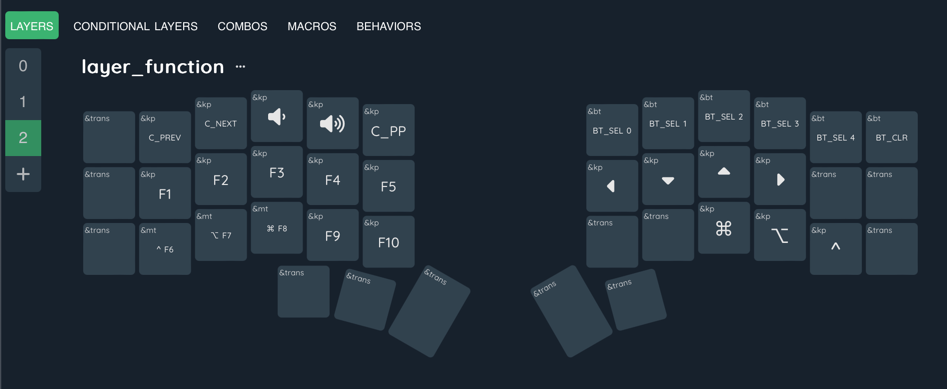 LAYERS CONDITIONAL LAYERS COMBOS MACROS BEHAVIORS
0
1
2
+
layer_function ...
&trans &kp C_PREV &kp C_NEXT &kp &kp &kp C_PP &bt BT_SEL 0 &bt BT_SEL 1 &bt BT_SEL 2 &bt BT_SEL 3 &bt BT_SEL 4 &bt BT_CLR
&trans &kp F1 &kp F2 &kp F3 &kp F4 &kp F5 &kp &kp &kp &kp &trans &trans
&trans &mt ^ F6 &mt ⌥ F7 &mt ⌘ F8 &kp F9 &kp F10 &trans &trans &kp ⌘ &kp ⌥ &kp ^ &trans
&trans &trans &trans &trans &trans